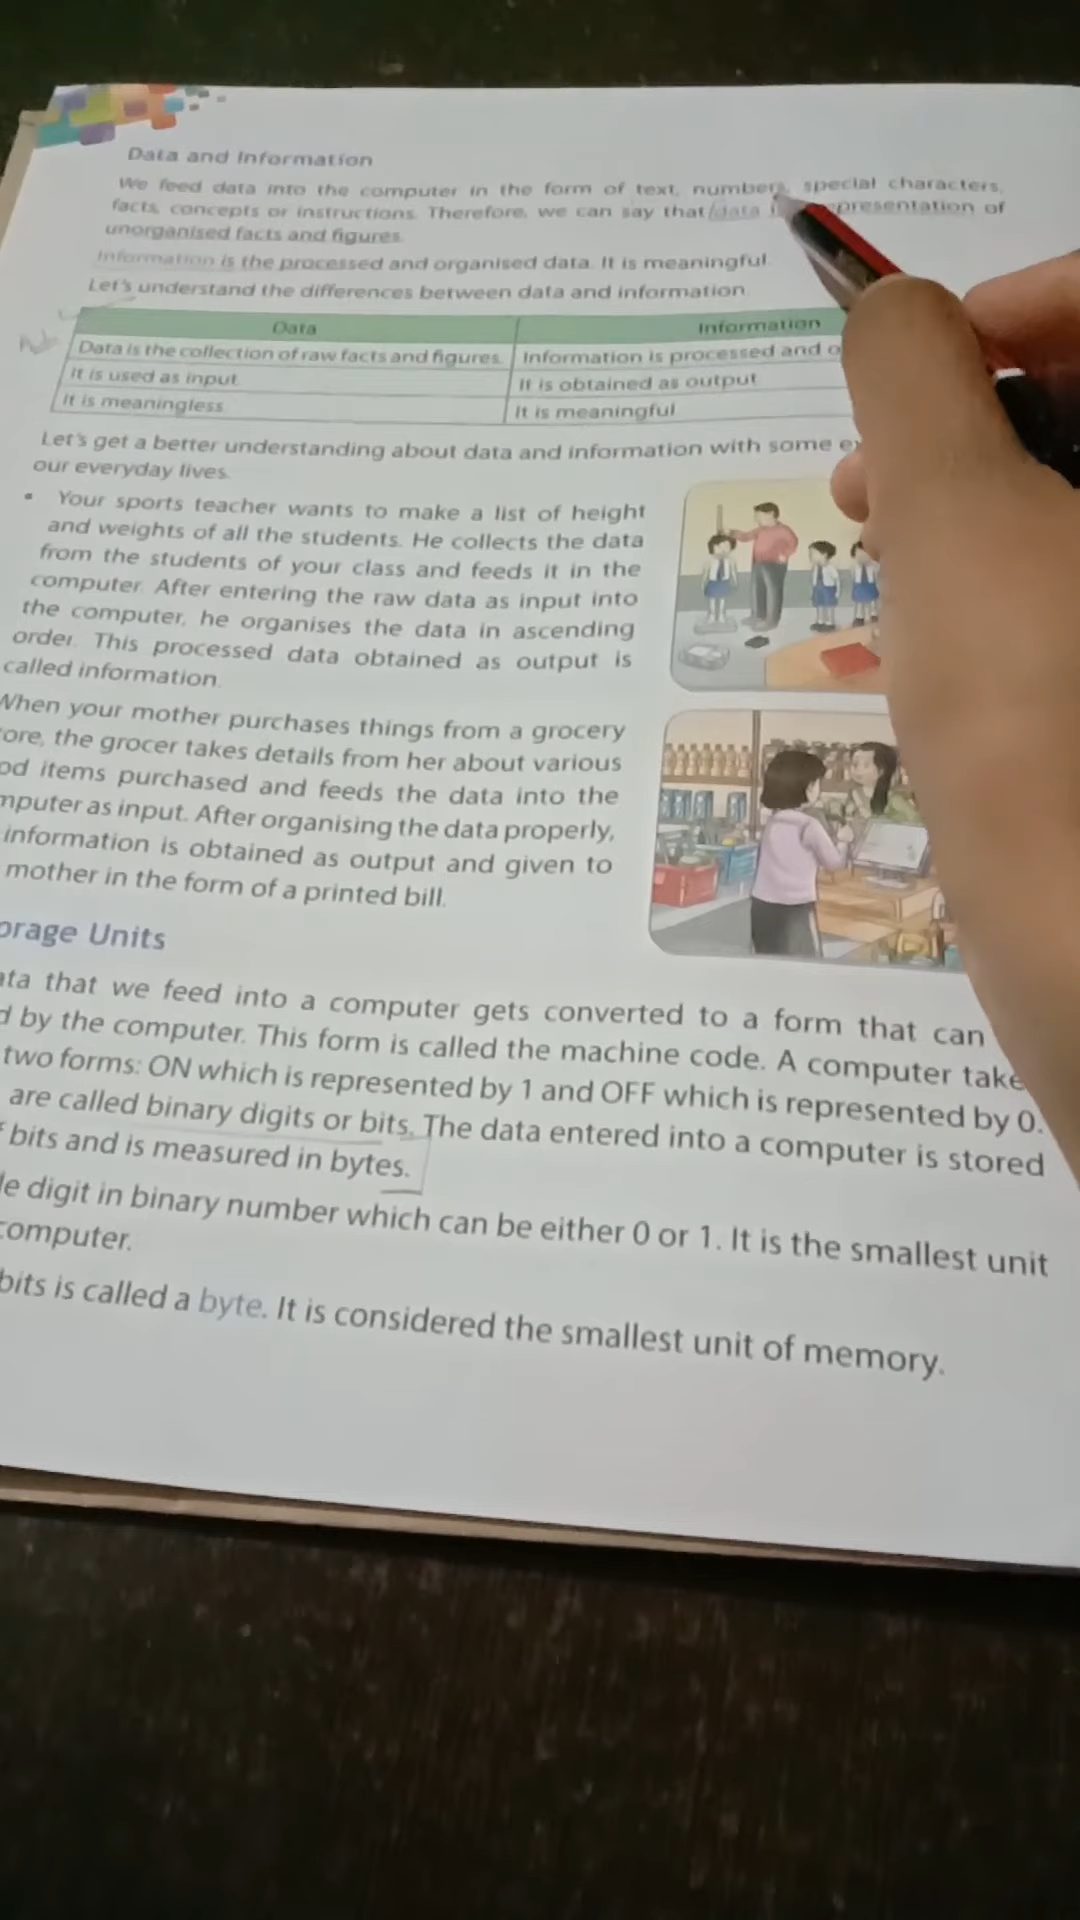 Data and Information
We feed data into the computer in the form of text, numbers, special characters,
facts, concepts or instructions. Therefore, we can say that data representation of
unorganised facts and figures.
Information is the processed and organised data. It is meaningful.
Let's understand the differences between data and information.
Data Information
Data is the collection of raw facts and figures. Information is processed and o
It is used as input. It is obtained as output
It is meaningless. It is meaningful
Let's get a better understanding about data and information with some e
our everyday lives.
• Your sports teacher wants to make a list of height
and weights of all the students. He collects the data
from the students of your class and feeds it in the
computer. After entering the raw data as input into
the computer, he organises the data in ascending
order. This processed data obtained as output is
called information.
When your mother purchases things from a grocery
ore, the grocer takes details from her about various
od items purchased and feeds the data into the
mputer as input. After organising the data properly,
information is obtained as output and given to
mother in the form of a printed bill.
orage Units
ata that we feed into a computer gets converted to a form that can
d by the computer. This form is called the machine code. A computer take
two forms: ON which is represented by 1 and OFF which is represented by 0.
are called binary digits or bits. The data entered into a computer is stored
f bits and is measured in bytes.
le digit in binary number which can be either 0 or 1. It is the smallest unit
computer.
bits is called a byte. It is considered the smallest unit of memory.